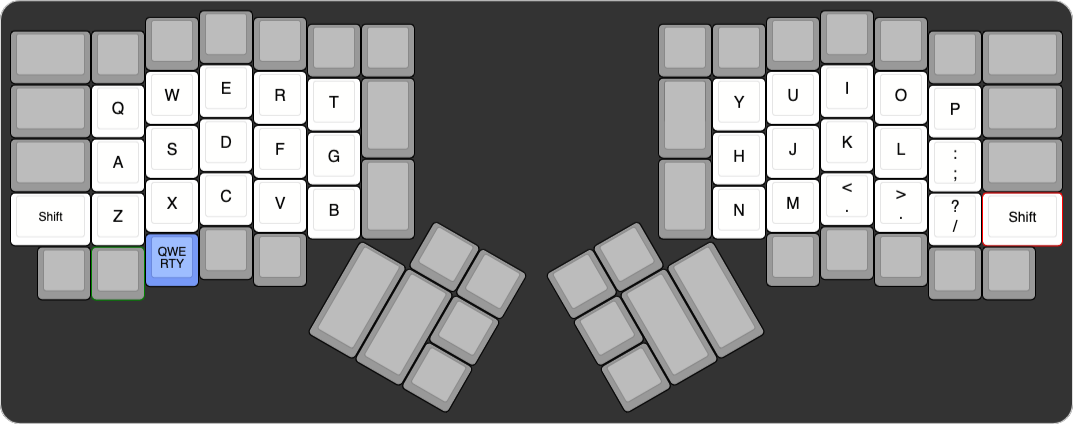 Q W E R T Y U I O P
A S D F G H J K L :
;
Shift Z X C V B N M < > ? Shift
. . /
QWE
RTY